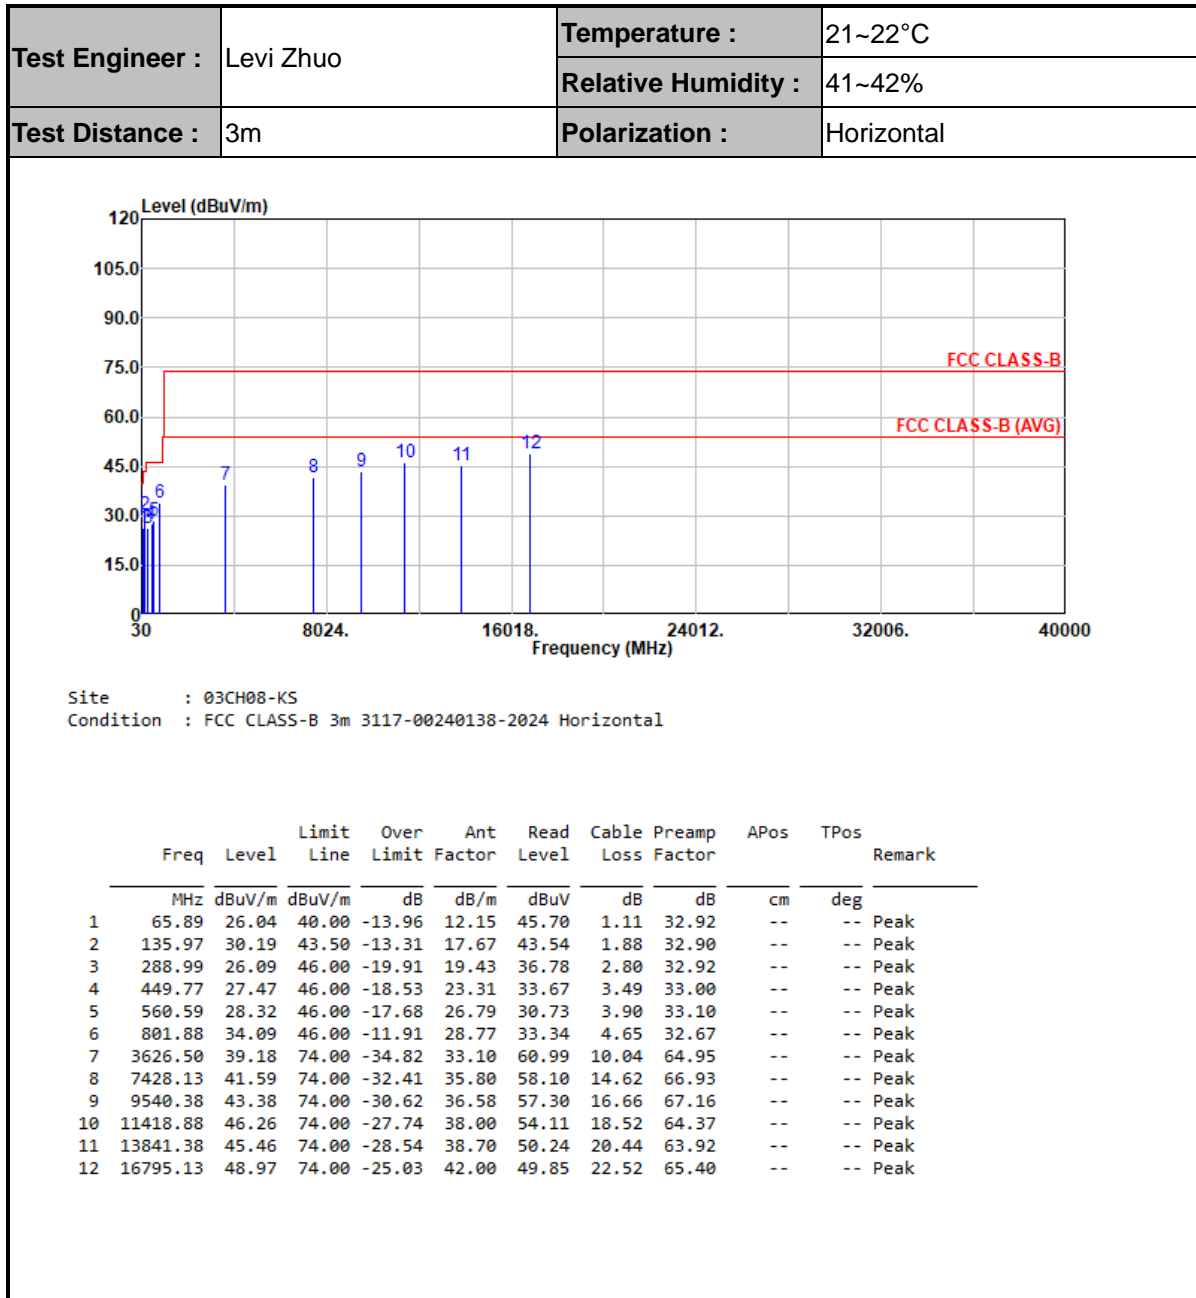 Test Engineer : Levi Zhuo Temperature : 21~22°C
Relative Humidity : 41~42%
Test Distance : 3m Polarization : Horizontal
Level (dBuV/m)
120
105.0
90.0
75.0
FCC CLASS-B
60.0
FCC CLASS-B (AVG)
45.0
30.0
15.0
0
2 5 6 7 8 9 10 11 12
30 8024. 16018. 24012. 32006. 40000
Frequency (MHz)
Site : 03CH08-KS
Condition : FCC CLASS-B 3m 3117-00240138-2024 Horizontal
Limit Over Ant Read Cable Preamp APos TPos
Freq Level Line Limit Factor Level Loss Factor Remark
MHz dBuV/m dBuV/m dB dB/m dBuV dB dB cm deg
1 65.89 26.04 40.00 -13.96 12.15 45.70 1.11 32.92 -- -- Peak
2 135.97 30.19 43.50 -13.31 17.67 43.54 1.88 32.90 -- -- Peak
3 288.99 26.09 46.00 -19.91 19.43 36.78 2.80 32.92 -- -- Peak
4 449.77 27.47 46.00 -18.53 23.31 33.67 3.49 33.00 -- -- Peak
5 560.59 28.32 46.00 -17.68 26.79 30.73 3.90 33.10 -- -- Peak
6 801.88 34.09 46.00 -11.91 28.77 33.34 4.65 32.67 -- -- Peak
7 3626.50 39.18 74.00 -34.82 33.10 60.99 10.04 64.95 -- -- Peak
8 7428.13 41.59 74.00 -32.41 35.80 58.10 14.62 66.93 -- -- Peak
9 9540.38 43.38 74.00 -30.62 36.58 57.30 16.66 67.16 -- -- Peak
10 11418.88 46.26 74.00 -27.74 38.00 54.11 18.52 64.37 -- -- Peak
11 13841.38 45.46 74.00 -28.54 38.70 50.24 20.44 63.92 -- -- Peak
12 16795.13 48.97 74.00 -25.03 42.00 49.85 22.52 65.40 -- -- Peak